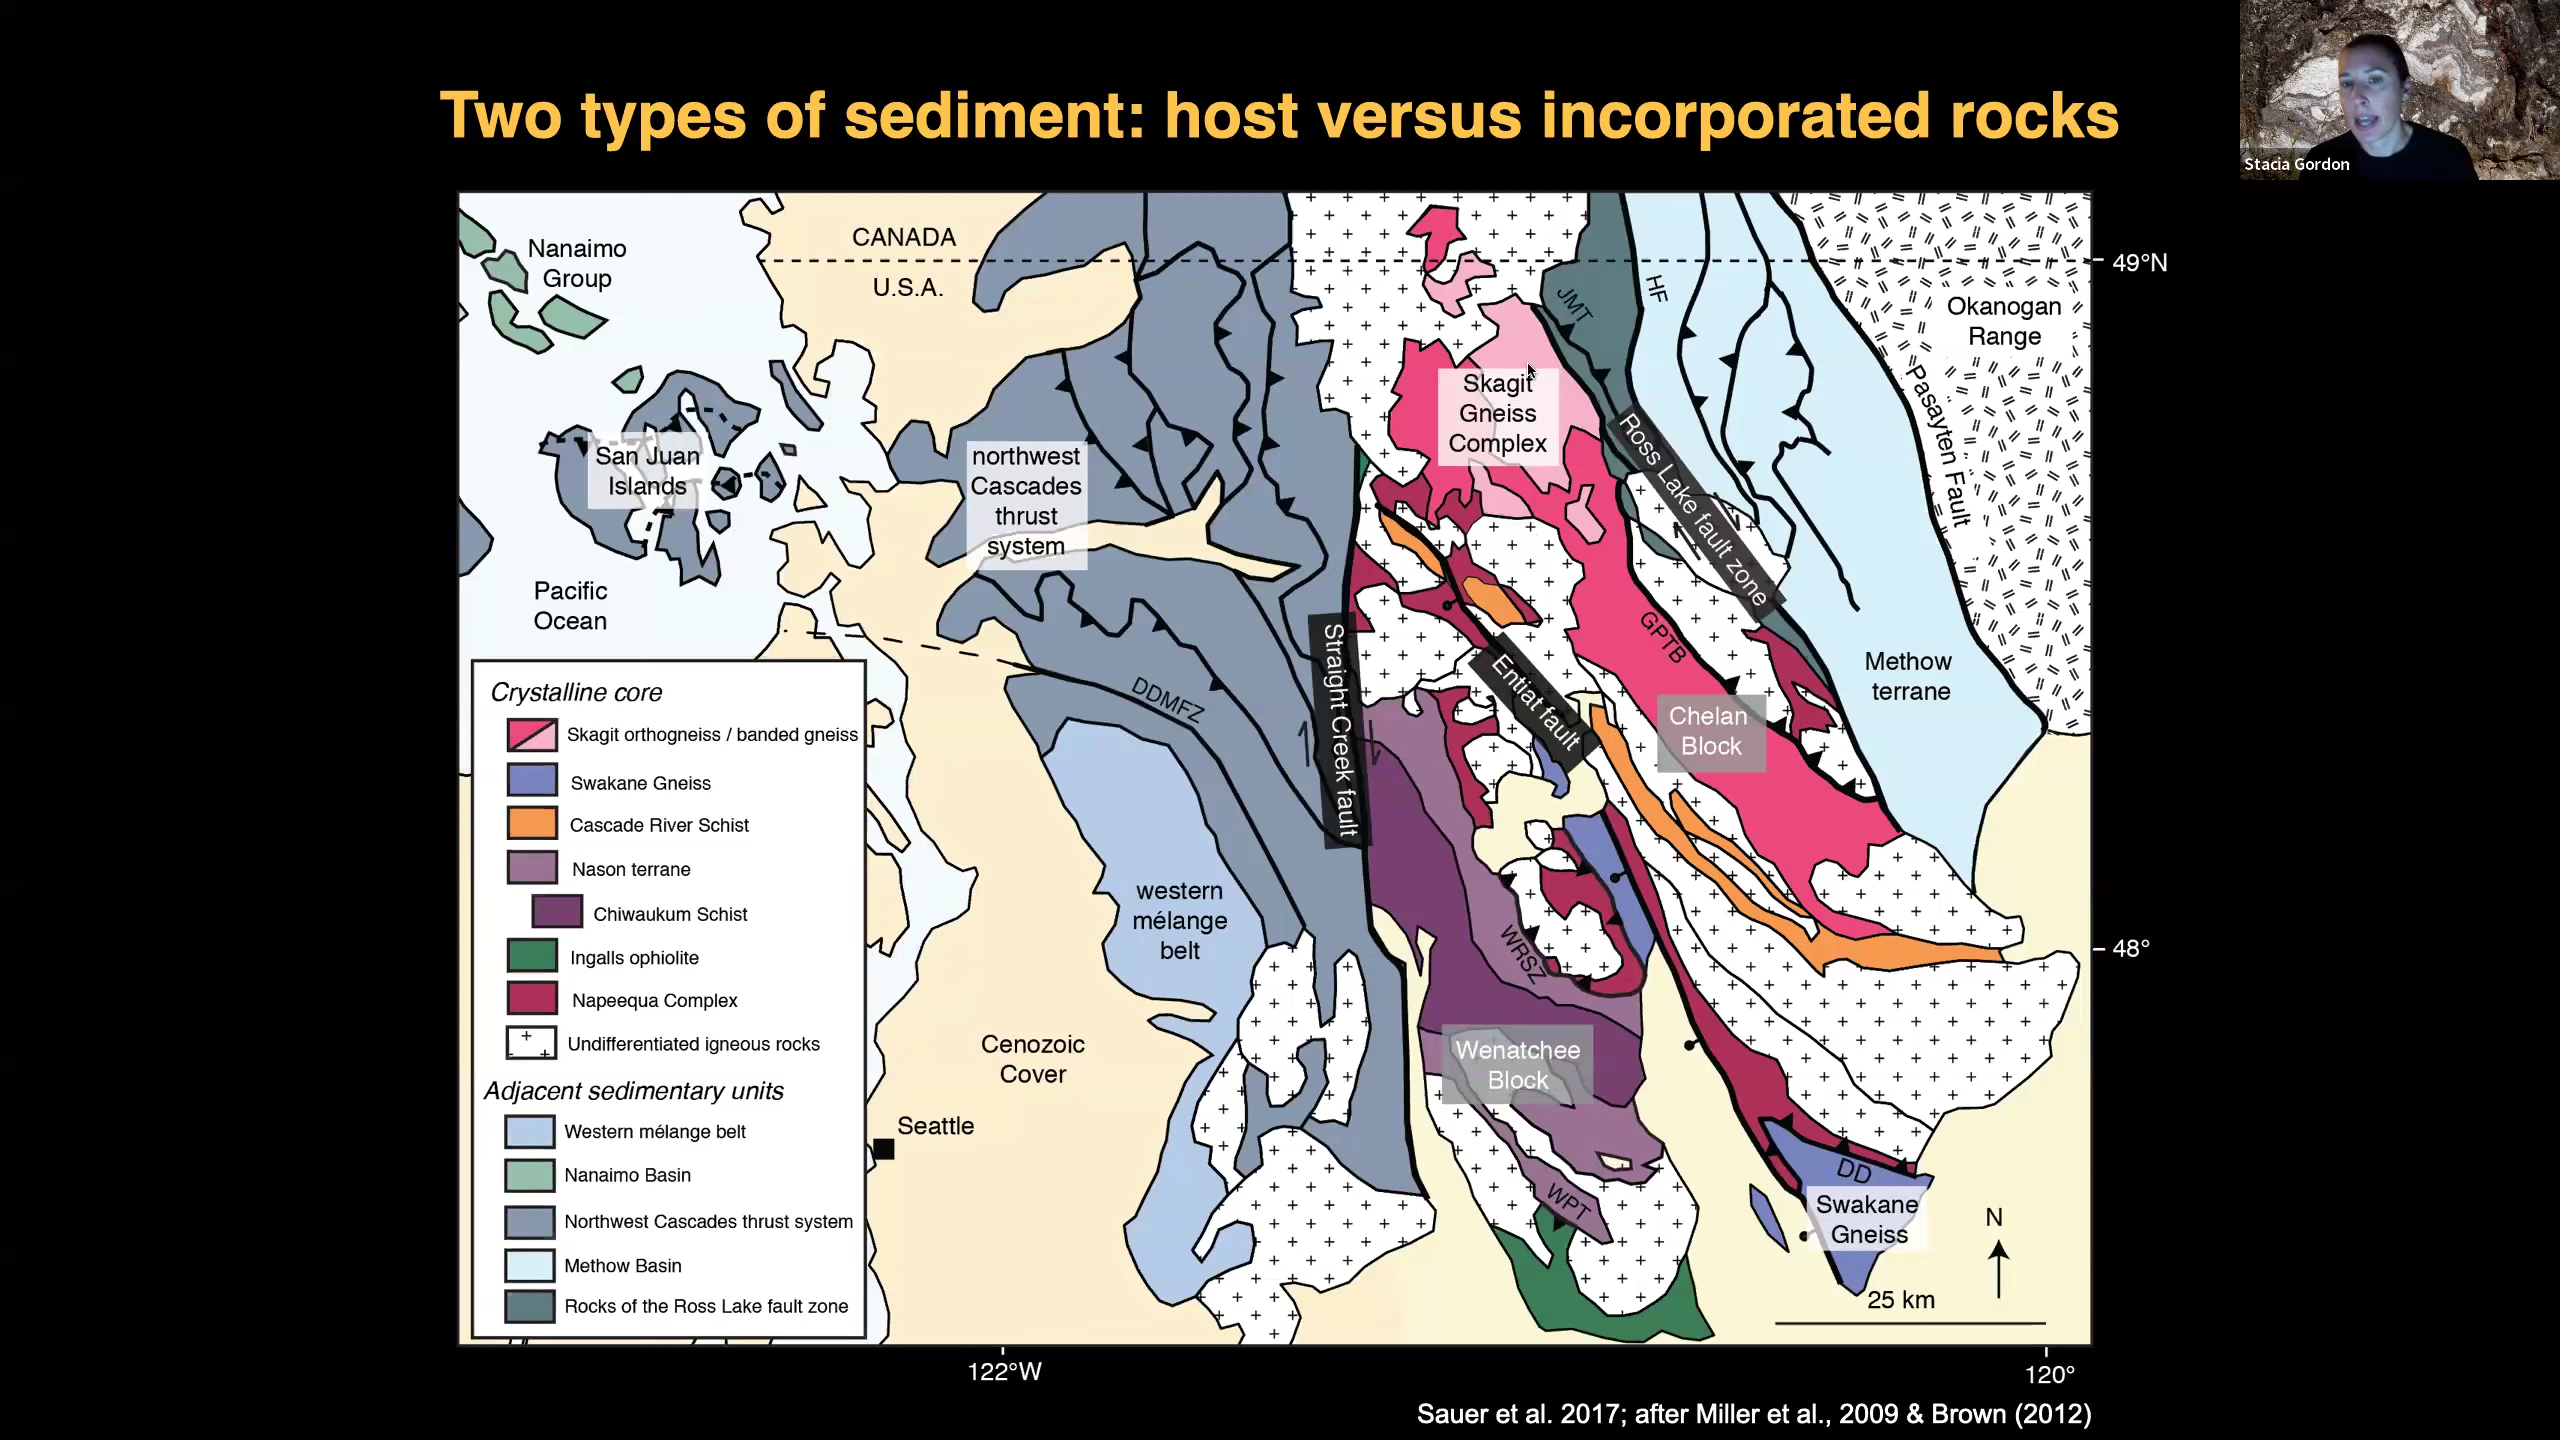 Two types of sediment: host versus incorporated rocks
Stacia Gordon
Nanaimo
Group
CANADA
U.S.A.
49°N
JMT
HF
Okanogan
Range
Pasayten Fault
Skagit
Gneiss
Complex
Ross Lake fault zone
San Juan
Islands
northwest
Cascades
thrust
system
Pacific
Ocean
Straight Creek fault
Entiat fault
GPTB
Methow
terrane
DDMFZ
Chelan
Block
western
mélange
belt
WRSZ
48°
Cenozoic
Cover
Wenatchee
Block
Seattle
WPT
DD
Swakane
Gneiss
N
25 km
Crystalline core
Skagit orthogneiss / banded gneiss
Swakane Gneiss
Cascade River Schist
Nason terrane
Chiwaukum Schist
Ingalls ophiolite
Napeequa Complex
Undifferentiated igneous rocks
Adjacent sedimentary units
Western mélange belt
Nanaimo Basin
Northwest Cascades thrust system
Methow Basin
Rocks of the Ross Lake fault zone
122°W
120°
Sauer et al. 2017; after Miller et al., 2009 & Brown (2012)